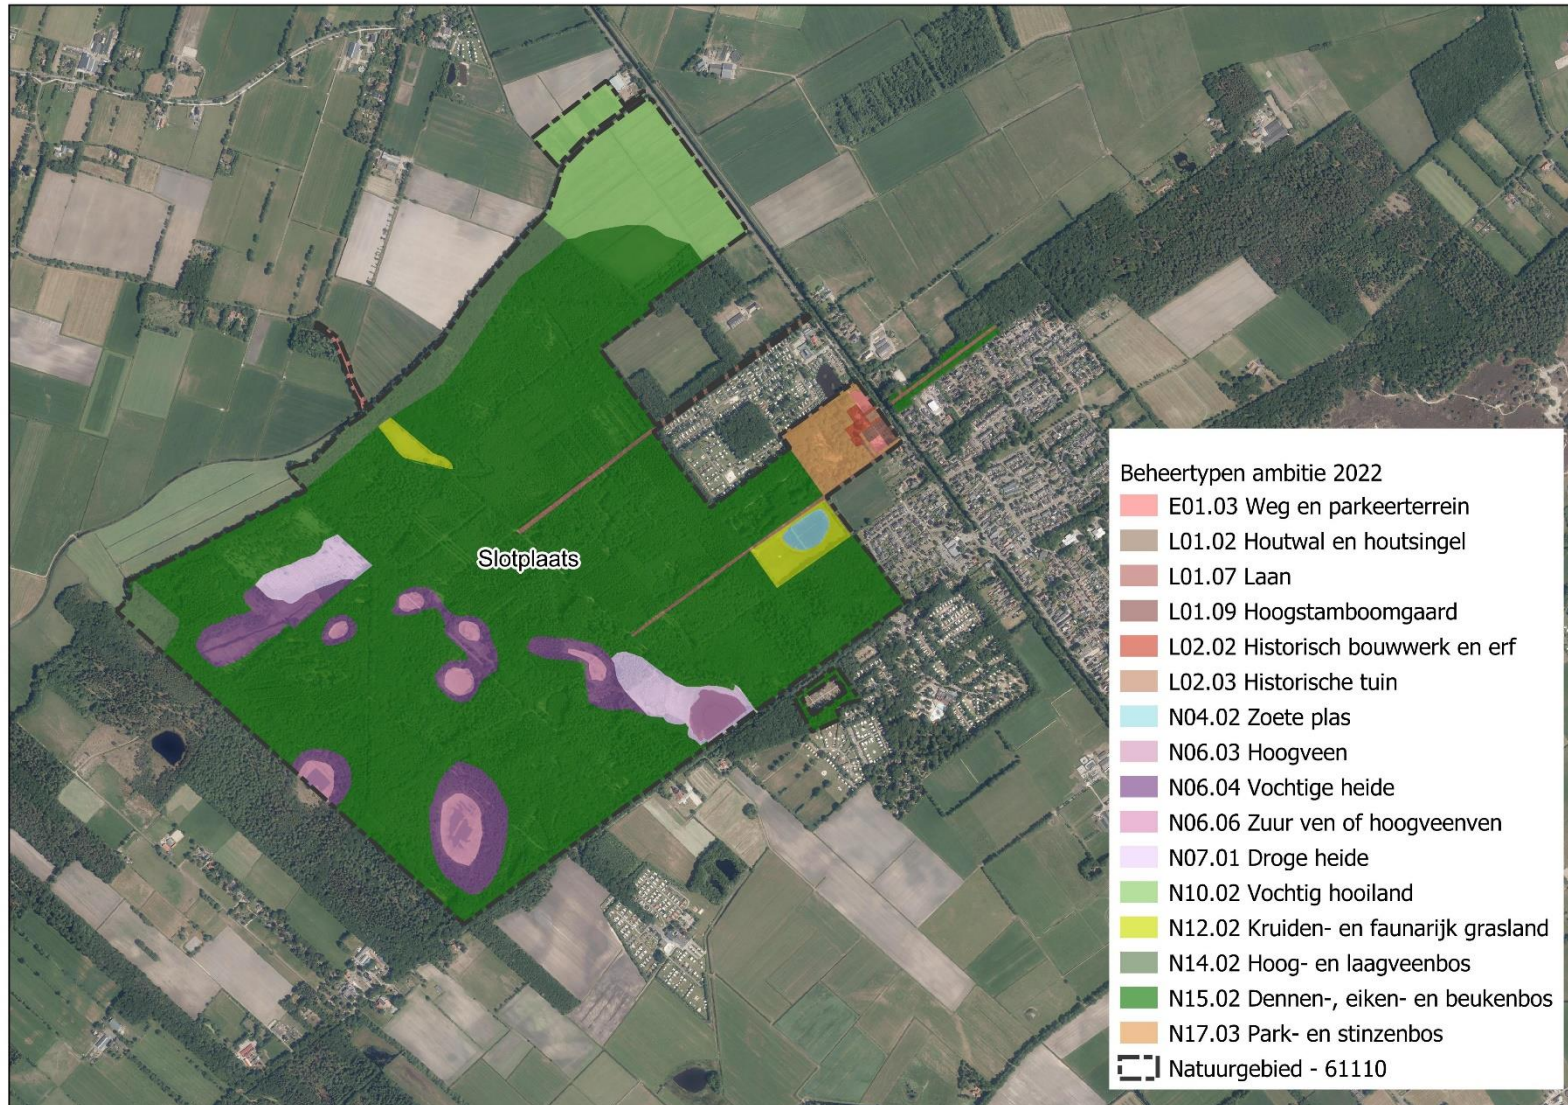 Slotplaats
Beheertypen ambitie 2022
E01.03 Weg en parkeerterrein
L01.02 Houtwal en houtsingel
L01.07 Laan
L01.09 Hoogstamboomgaard
L02.02 Historisch bouwwerk en erf
L02.03 Historische tuin
N04.02 Zoete plas
N06.03 Hoogveen
N06.04 Vochtige heide
N06.06 Zuur ven of hoogveenven
N07.01 Droge heide
N10.02 Vochtig hooiland
N12.02 Kruiden- en faunarijk grasland
N14.02 Hoog- en laagveenbos
N15.02 Dennen-, eiken- en beukenbos
N17.03 Park- en stinzenbos
Natuurgebied - 61110